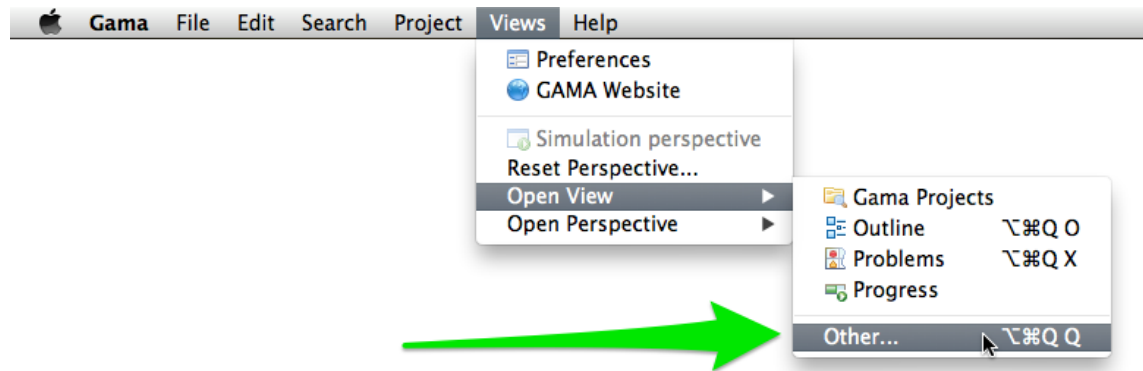 Gama File Edit Search Project Views Help
Preferences
GAMA Website
Simulation perspective
Reset Perspective...
Open View
Open Perspective
Gama Projects
Outline ⌥⌘Q O
Problems ⌥⌘Q X
Progress
Other... ⌥⌘Q Q